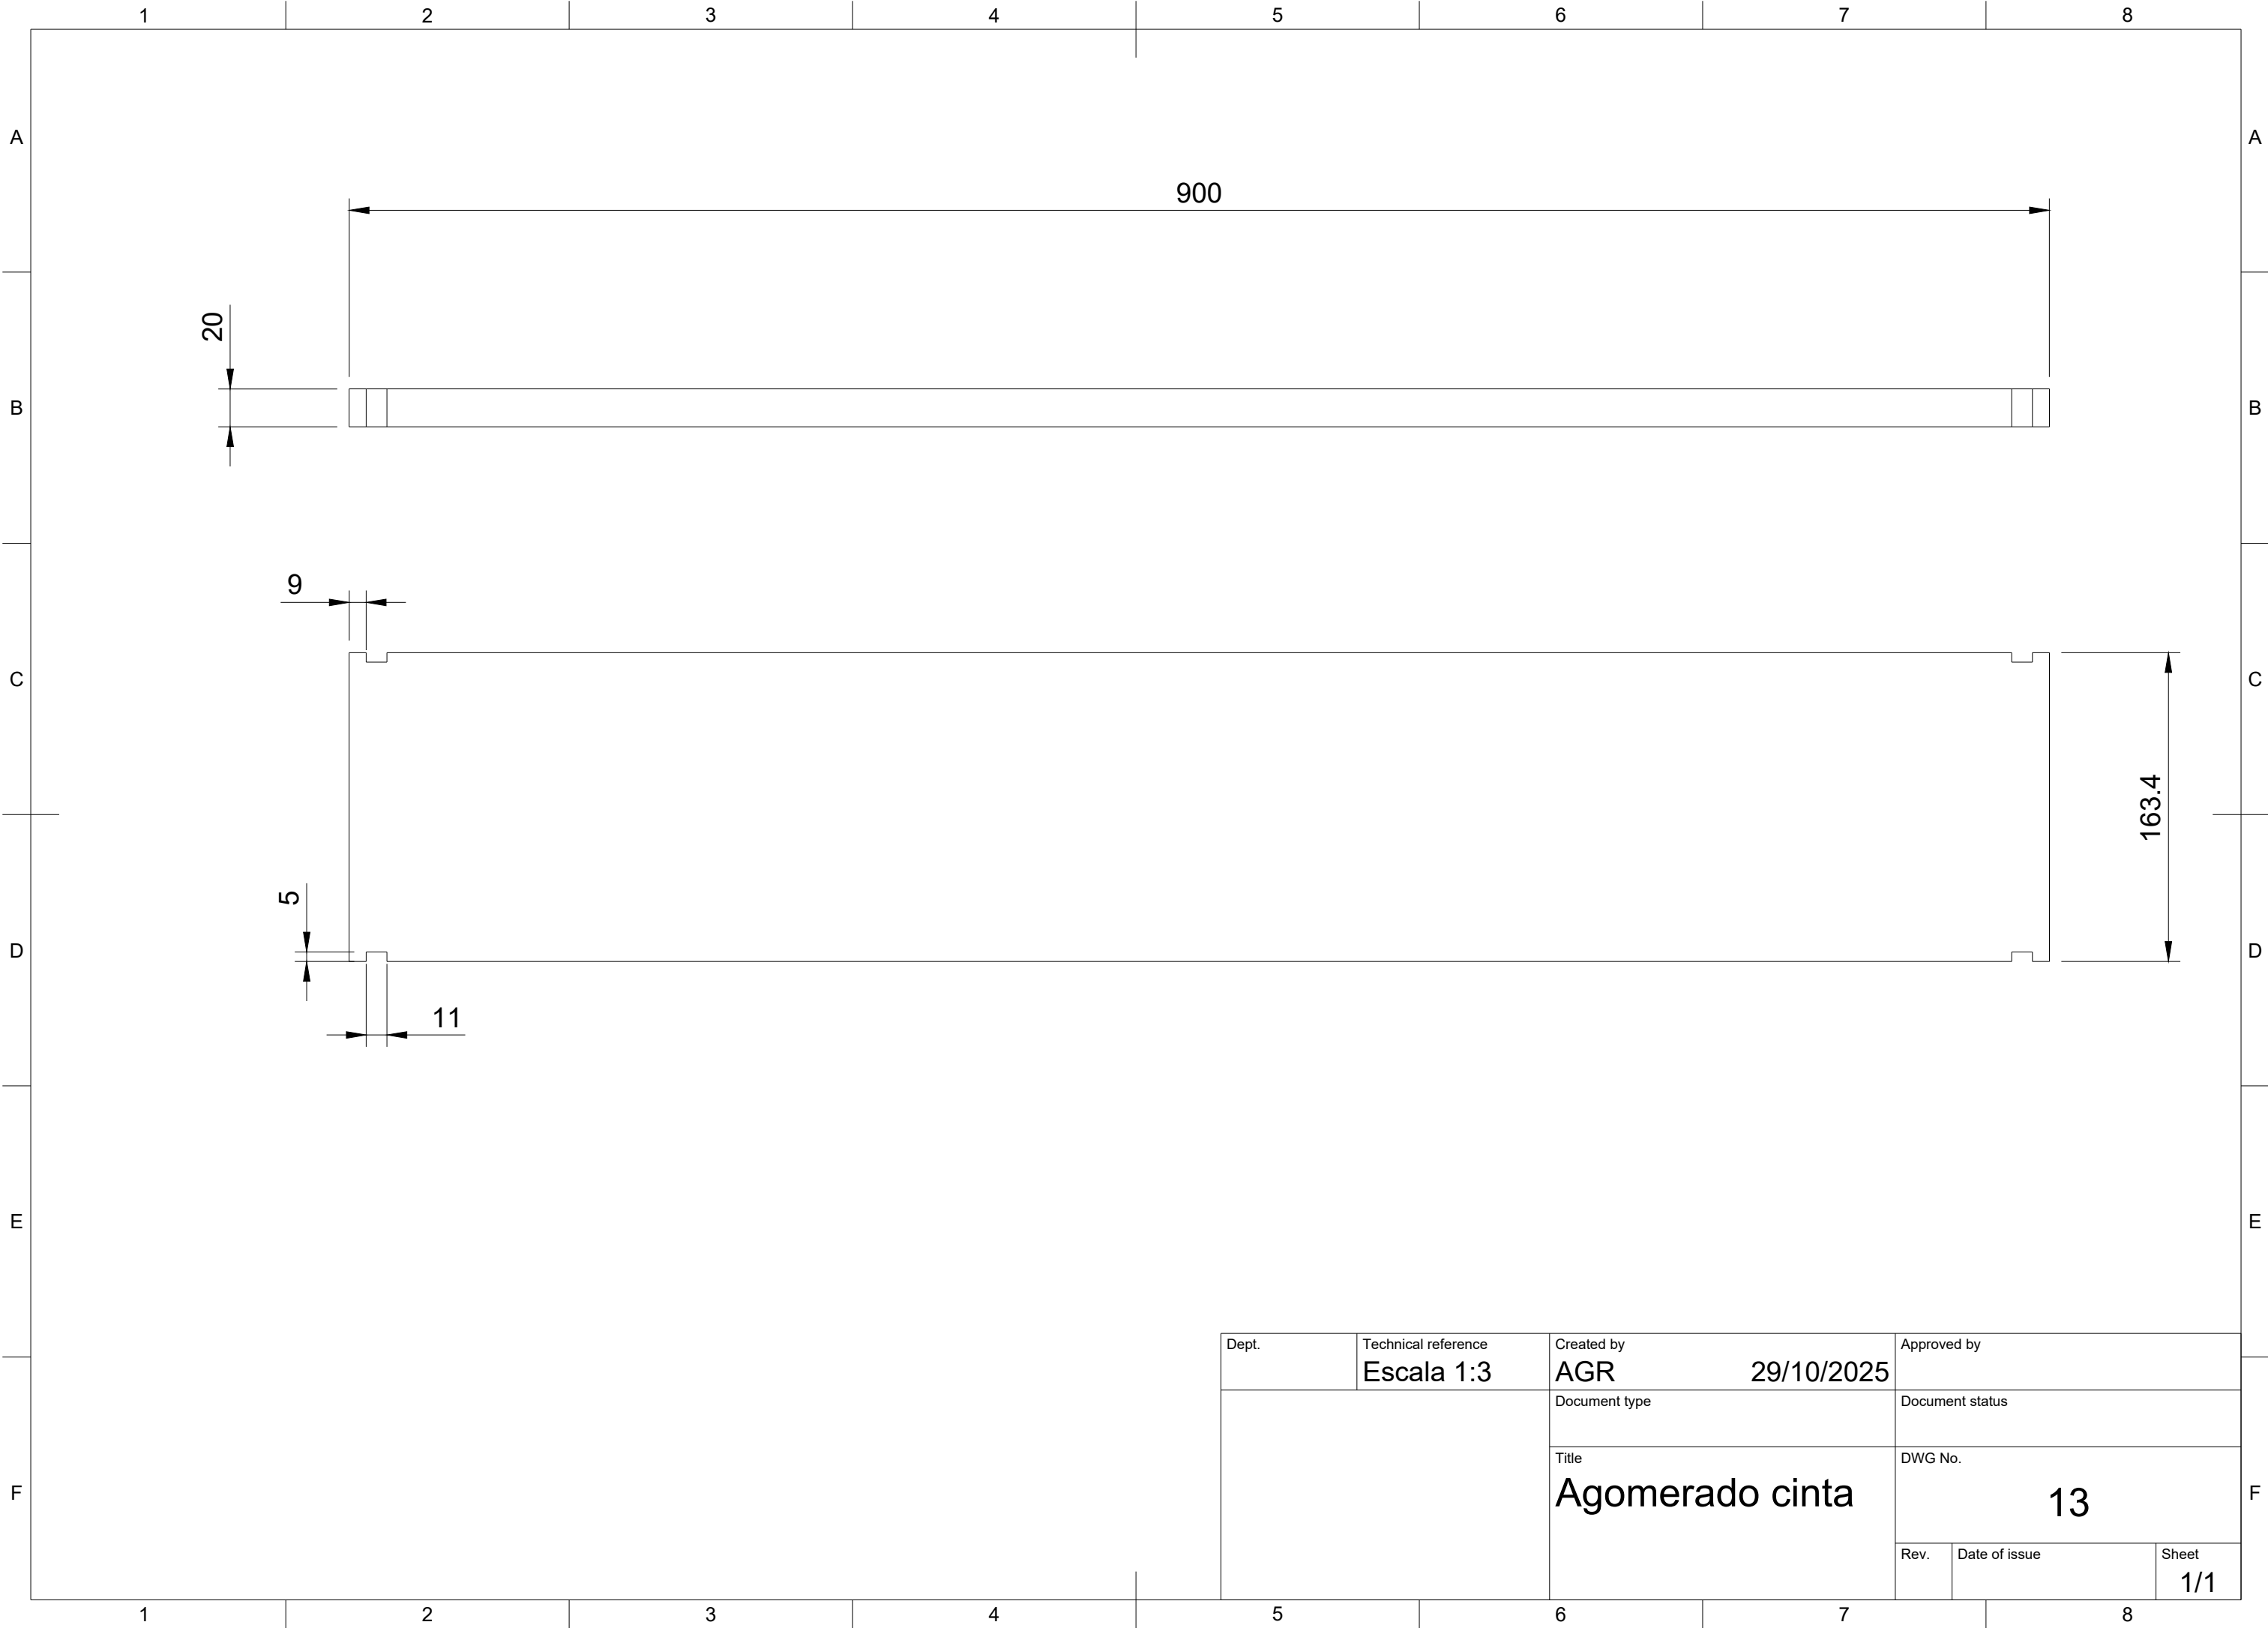 1 2 3 4 5 6 7 8
A A
900
20
B B
9
C C
163.4
5
D D
11
E E
Dept. Technical reference Created by Approved by
Escala 1:3 AGR 29/10/2025
Document type Document status
Title DWG No.
Agomerado cinta
13
F F
Rev. Date of issue Sheet
1/1
1 2 3 4 5 6 7 8